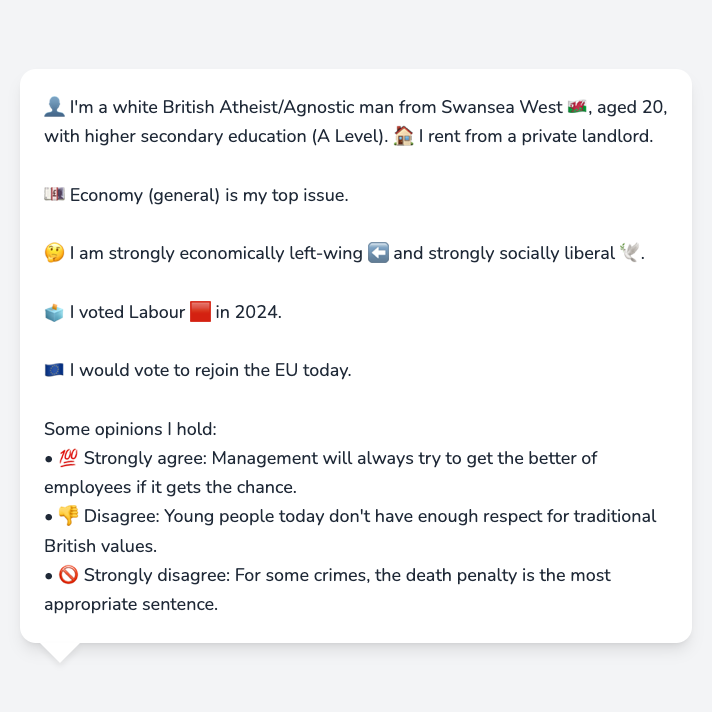 👤 I'm a white British Atheist/Agnostic man from Swansea West 🏴󠁧󠁢󠁷󠁬󠁳󠁿, aged 20,
with higher secondary education (A Level). 🏠 I rent from a private landlord.
💷 Economy (general) is my top issue.
🤔 I am strongly economically left-wing ⬅️ and strongly socially liberal 🕊️.
🗳️ I voted Labour 🟥 in 2024.
🇪🇺 I would vote to rejoin the EU today.
Some opinions I hold:
• 💯 Strongly agree: Management will always try to get the better of
employees if it gets the chance.
• 👎 Disagree: Young people today don't have enough respect for traditional
British values.
• 🚫 Strongly disagree: For some crimes, the death penalty is the most
appropriate sentence.